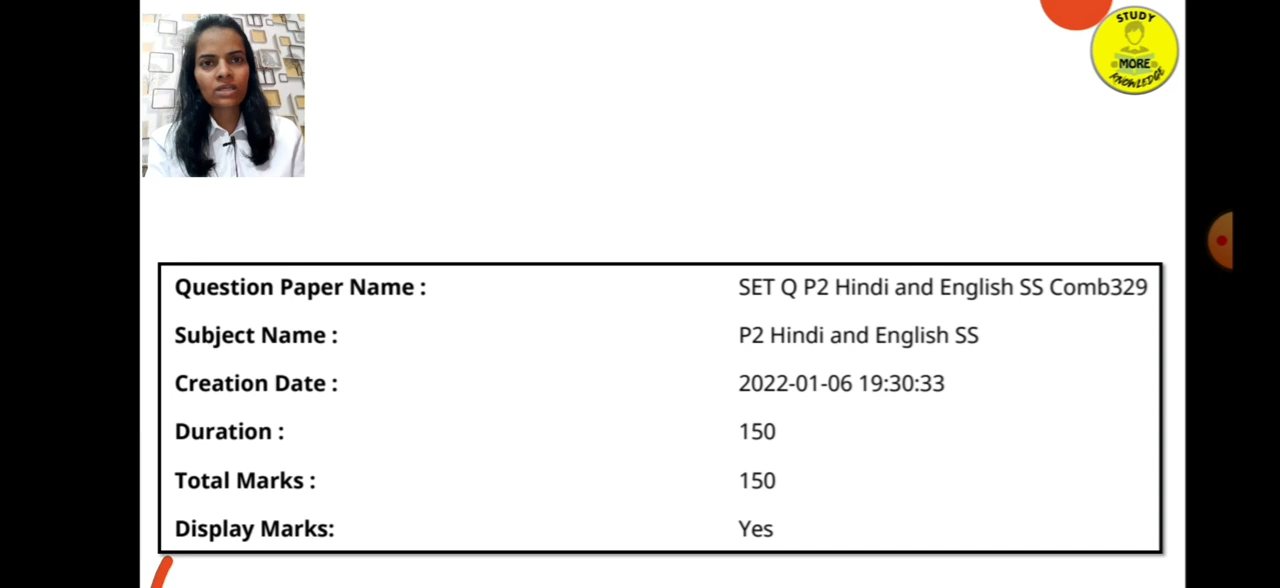 STUDY
MORE
KNOWLEDGE
Question Paper Name : SET Q P2 Hindi and English SS Comb329
Subject Name : P2 Hindi and English SS
Creation Date : 2022-01-06 19:30:33
Duration : 150
Total Marks : 150
Display Marks: Yes